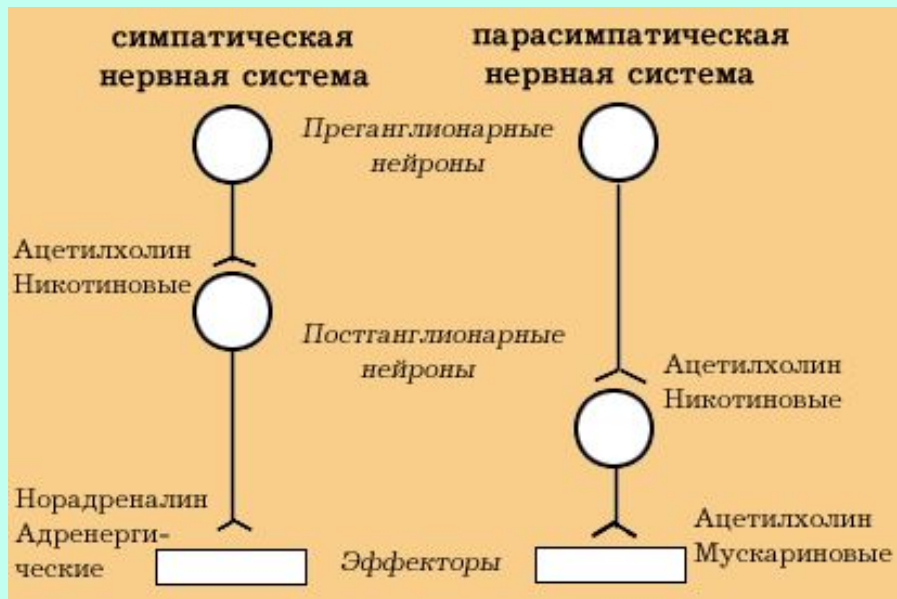 симпатическая
нервная система
парасимпатическая
нервная система
Преганглионарные
нейроны
Ацетилхолин
Никотиновые
Постганглионарные
нейроны
Ацетилхолин
Никотиновые
Норадреналин
Адренерги-
ческие
Эффекторы
Ацетилхолин
Мускариновые